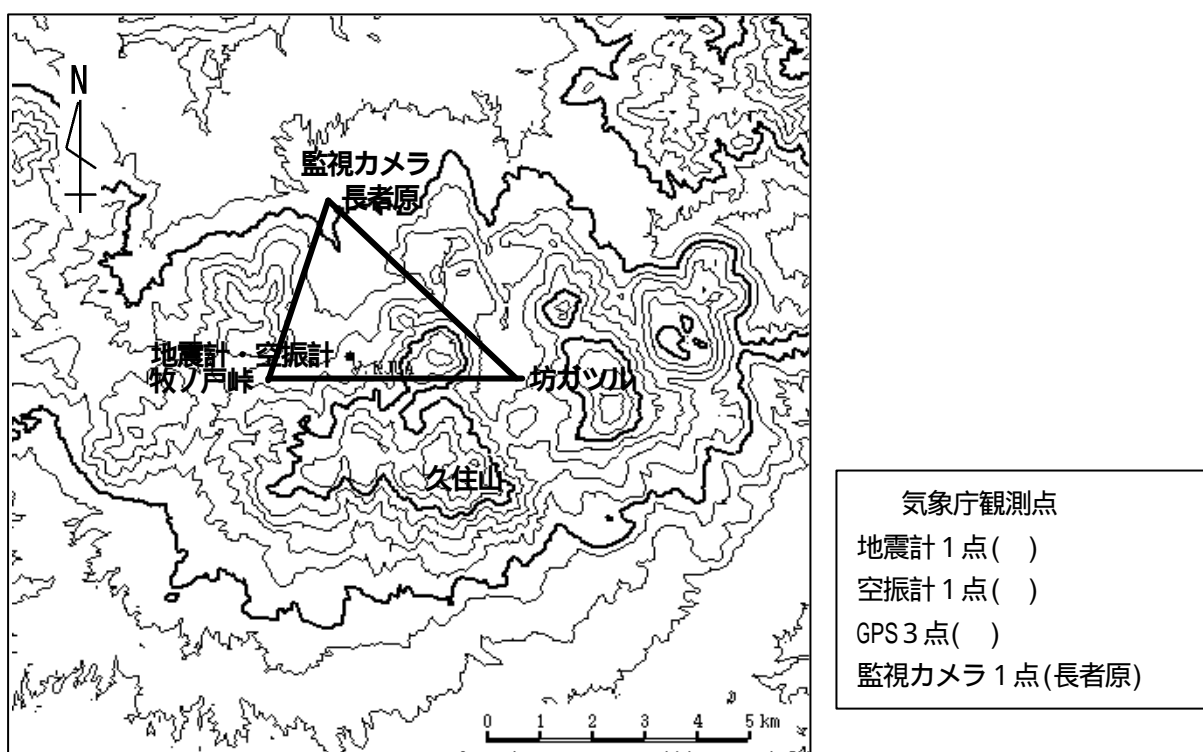 N
監視カメラ
長者原
地震計・空振計
牧ノ戸峠
坊ガツル
久住山
0 1 2 3 4 5 km
気象庁観測点
地震計１点( )
空振計１点( )
GPS３点( )
監視カメラ１点(長者原)